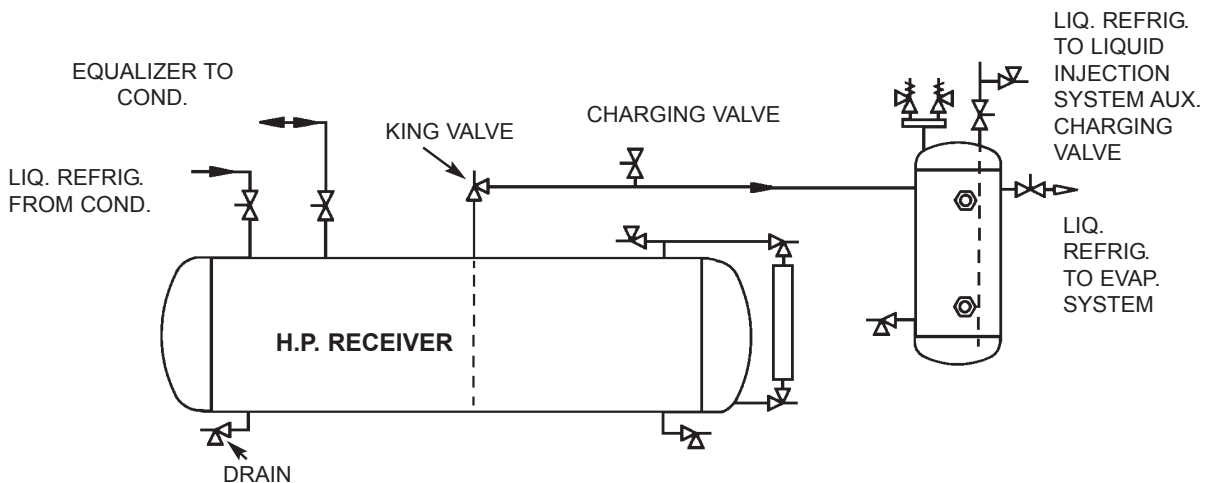 EQUALIZER TO
COND.
LIQ. REFRIG.
FROM COND.
KING VALVE
CHARGING VALVE
LIQ. REFRIG.
TO LIQUID
INJECTION
SYSTEM AUX.
CHARGING
VALVE
LIQ.
REFRIG.
TO EVAP.
SYSTEM
H.P. RECEIVER
DRAIN